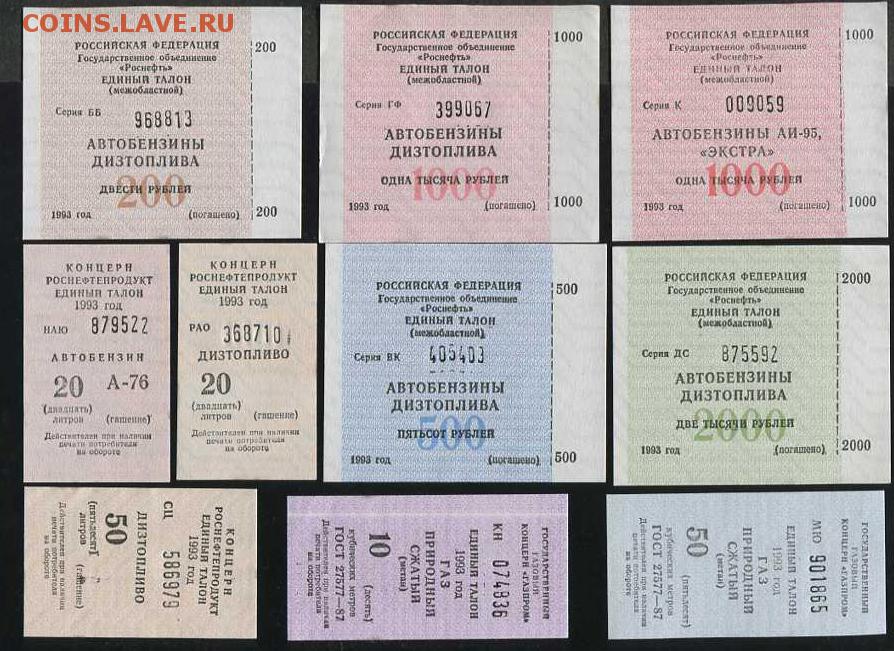 COINS.LAVE.RU
РОССИЙСКАЯ ФЕДЕРАЦИЯ
Государственное объединение
«Роснефть»
ЕДИНЫЙ ТАЛОН
(межобластной)
Серия ББ 968813
АВТОБЕНЗИНЫ
ДИЗТОПЛИВА
ДВЕСТИ РУБЛЕЙ
200
1993 год (погашено)
200
200
РОССИЙСКАЯ ФЕДЕРАЦИЯ
Государственное объединение
«Роснефть»
ЕДИНЫЙ ТАЛОН
(межобластной)
Серия ГФ 399067
АВТОБЕНЗИНЫ
ДИЗТОПЛИВА
ОДНА ТЫСЯЧА РУБЛЕЙ
1000
1993 год (погашено)
1000
1000
РОССИЙСКАЯ ФЕДЕРАЦИЯ
Государственное объединение
«Роснефть»
ЕДИНЫЙ ТАЛОН
(межобластной)
Серия К 009059
АВТОБЕНЗИНЫ АИ-95,
«ЭКСТРА»
ОДНА ТЫСЯЧА РУБЛЕЙ
1000
1993 год (погашено)
1000
1000
КОНЦЕРН
РОСНЕФТЕПРОДУКТ
ЕДИНЫЙ ТАЛОН
1993 год
НАЮ 879522
АВТОБЕНЗИН
20 А-76
(двадцать)
литров (гашение)
Действителен при наличии
печати потребителя
на обороте
КОНЦЕРН
РОСНЕФТЕПРОДУКТ
ЕДИНЫЙ ТАЛОН
1993 год
РАО 368710
ДИЗТОПЛИВО
20
(двадцать)
литров (гашение)
Действителен при наличии
печати потребителя
на обороте
РОССИЙСКАЯ ФЕДЕРАЦИЯ
Государственное объединение
«Роснефть»
ЕДИНЫЙ ТАЛОН
(межобластной)
Серия ВК 405403
АВТОБЕНЗИНЫ
ДИЗТОПЛИВА
ПЯТЬСОТ РУБЛЕЙ
500
1993 год (погашено)
500
500
РОССИЙСКАЯ ФЕДЕРАЦИЯ
Государственное объединение
«Роснефть»
ЕДИНЫЙ ТАЛОН
(межобластной)
Серия ДС 875592
АВТОБЕНЗИНЫ
ДИЗТОПЛИВА
ДВЕ ТЫСЯЧИ РУБЛЕЙ
2000
1993 год (погашено)
2000
2000
КОНЦЕРН
РОСНЕФТЕПРОДУКТ
ЕДИНЫЙ ТАЛОН
1993 год
СЦ 586979
ДИЗТОПЛИВО
50
(пятьдесят)
литров (гашение)
Действителен при наличии
печати потребителя
на обороте
ГОСУДАРСТВЕННЫЙ
ГАЗОВЫЙ
КОНЦЕРН «ГАЗПРОМ»
КН 074836
ЕДИНЫЙ ТАЛОН
1993 год
ГАЗ
ПРИРОДНЫЙ
СЖАТЫЙ
(метан)
10 (десять)
кубических метров
ГОСТ 27577—87
Действителен при наличии
печати потребителя
на обороте
ГОСУДАРСТВЕННЫЙ
ГАЗОВЫЙ
КОНЦЕРН «ГАЗПРОМ»
МЮ 901865
ЕДИНЫЙ ТАЛОН
1993 год
ГАЗ
ПРИРОДНЫЙ
СЖАТЫЙ
(метан)
50 (пятьдесят)
кубических метров
ГОСТ 27577—87
Действителен при наличии
печати потребителя
на обороте